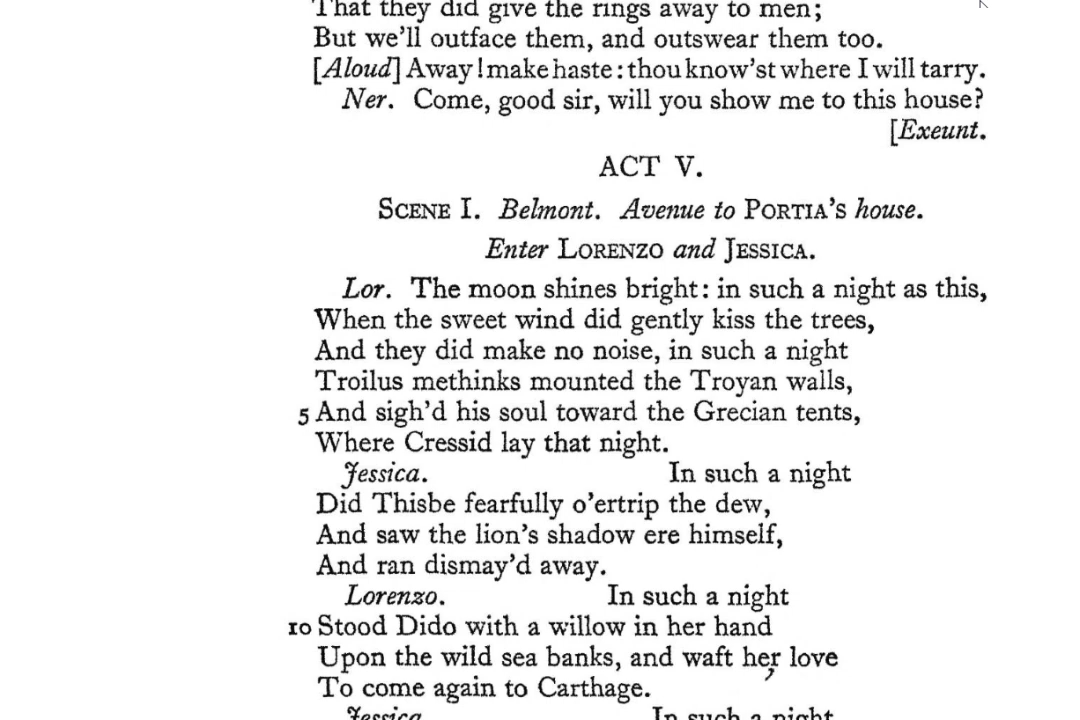 That they did give the rings away to men;
But we'll outface them, and outswear them too.
[Aloud] Away! make haste: thou know'st where I will tarry.
Ner. Come, good sir, will you show me to this house?
[Exeunt.
ACT V.
SCENE I. Belmont. Avenue to PORTIA'S house.
Enter LORENZO and JESSICA.
Lor. The moon shines bright: in such a night as this,
When the sweet wind did gently kiss the trees,
And they did make no noise, in such a night
Troilus methinks mounted the Troyan walls,
5 And sigh'd his soul toward the Grecian tents,
Where Cressid lay that night.
Jessica. In such a night
Did Thisbe fearfully o'ertrip the dew,
And saw the lion's shadow ere himself,
And ran dismay'd away.
Lorenzo. In such a night
10 Stood Dido with a willow in her hand
Upon the wild sea banks, and waft her love
To come again to Carthage.
Jessica. In such a night